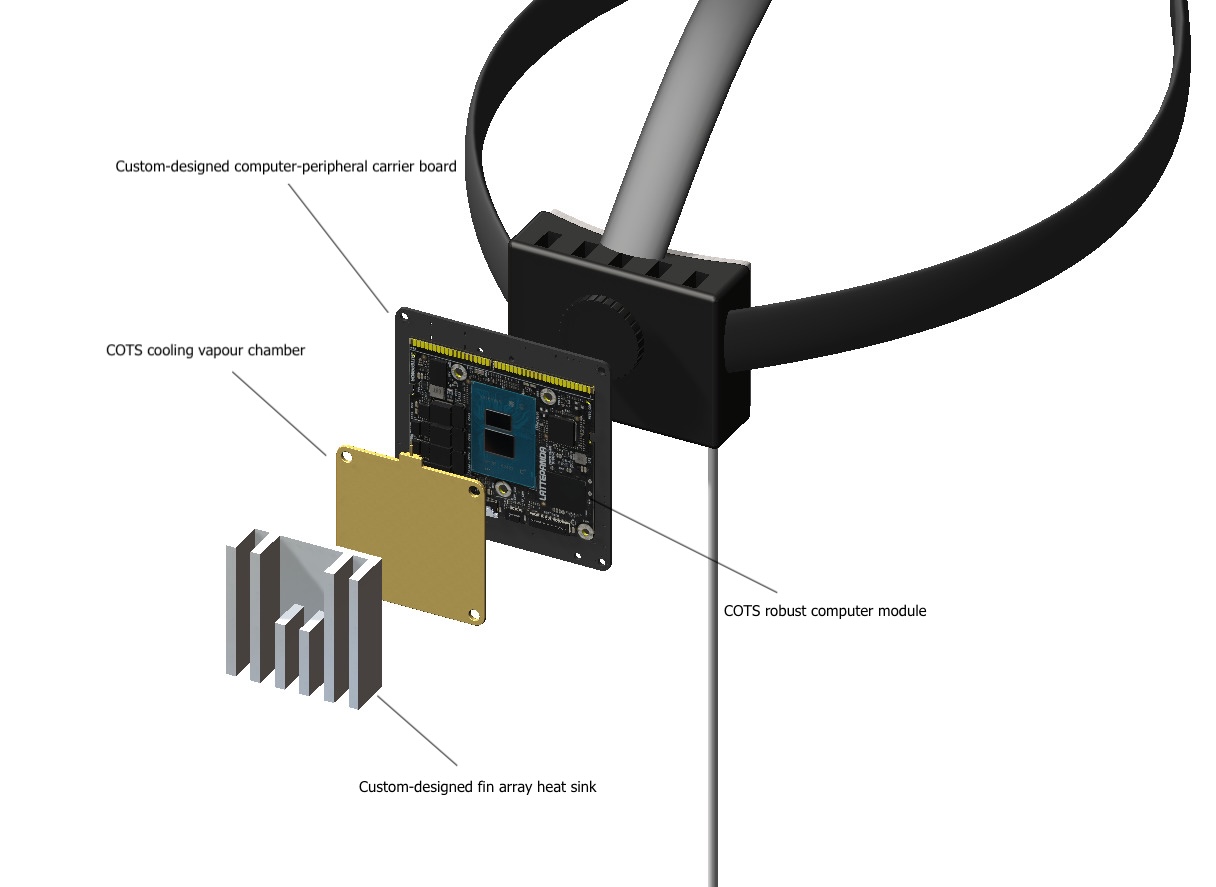 Custom-designed computer-peripheral carrier board
COTS cooling vapour chamber
LATTEPANDA
COTS robust computer module
Custom-designed fin array heat sink